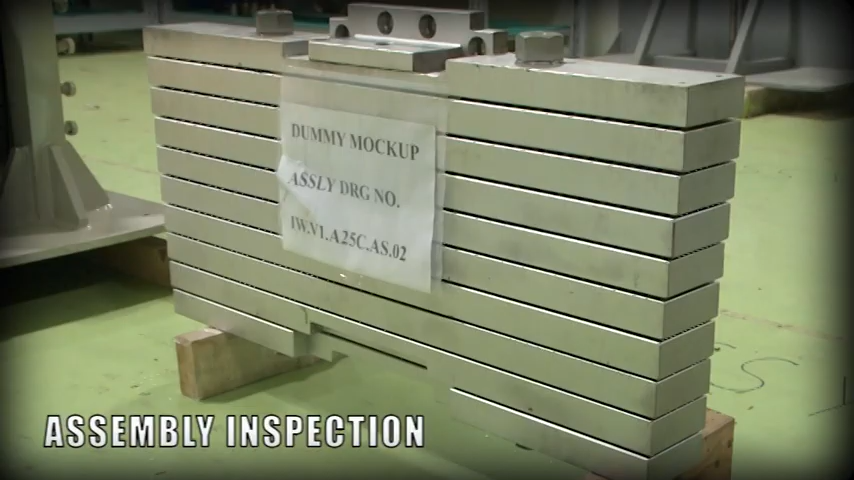 DUMMY MOCKUP
ASSLY DRG NO.
IW.V1.A25C.AS.02
ASSEMBLY INSPECTION